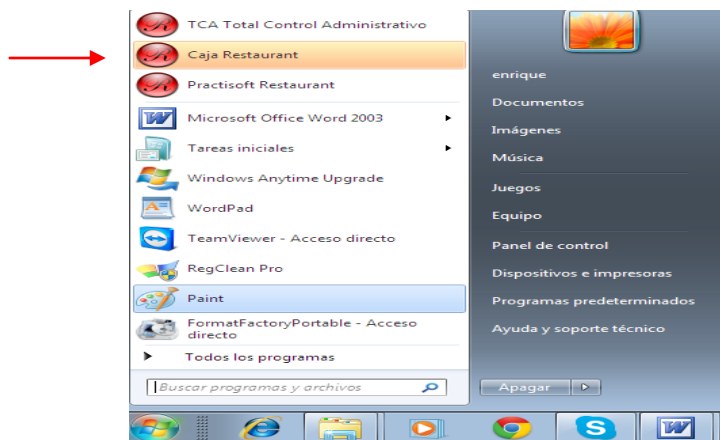 TCA Total Control Administrativo
Caja Restaurant
Practisoft Restaurant
Microsoft Office Word 2003
Tareas iniciales
Windows Anytime Upgrade
WordPad
TeamViewer - Acceso directo
RegClean Pro
Paint
FormatFactoryPortable - Acceso
directo
Todos los programas
Buscar programas y archivos
enrique
Documentos
Imágenes
Música
Juegos
Equipo
Panel de control
Dispositivos e impresoras
Programas predeterminados
Ayuda y soporte técnico
Apagar